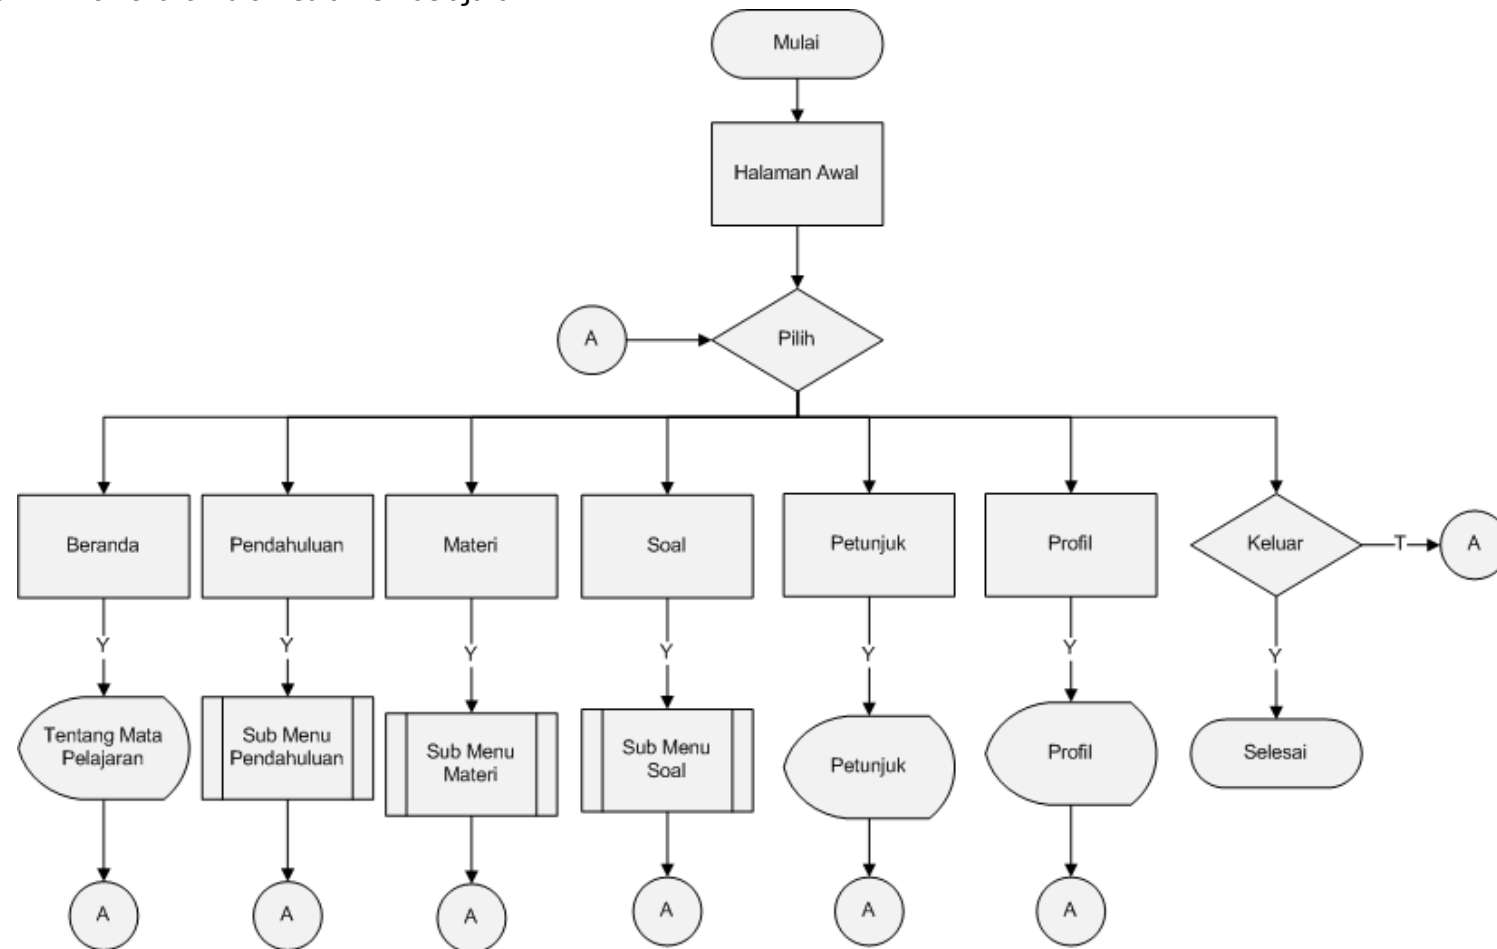 Mulai
Halaman Awal
A
Pilih
Beranda
Pendahuluan
Materi
Soal
Petunjuk
Profil
Keluar
T
A
Y
Y
Y
Y
Y
Y
Y
Tentang Mata
Pelajaran
Sub Menu
Pendahuluan
Sub Menu
Materi
Sub Menu
Soal
Petunjuk
Profil
Selesai
A
A
A
A
A
A